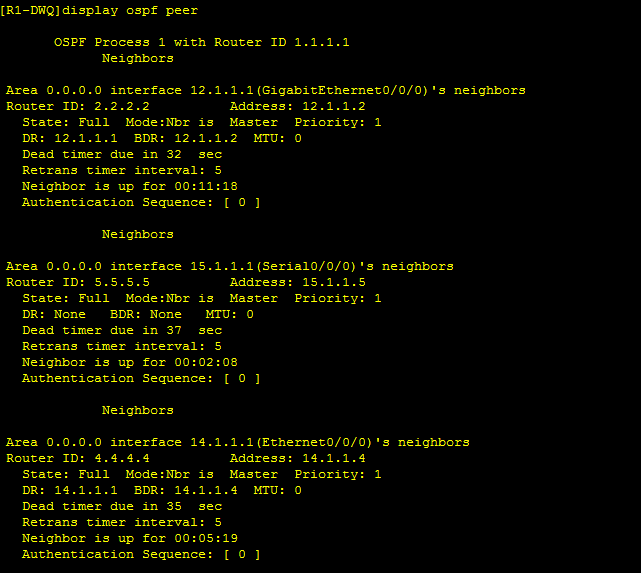 [R1-DWQ]display ospf peer
OSPF Process 1 with Router ID 1.1.1.1
Neighbors
Area 0.0.0.0 interface 12.1.1.1(GigabitEthernet0/0/0)'s neighbors
Router ID: 2.2.2.2          Address: 12.1.1.2
State: Full  Mode:Nbr is  Master  Priority: 1
DR: 12.1.1.1  BDR: 12.1.1.2  MTU: 0
Dead timer due in 32  sec
Retrans timer interval: 5
Neighbor is up for 00:11:18
Authentication Sequence: [ 0 ]
Neighbors
Area 0.0.0.0 interface 15.1.1.1(Serial0/0/0)'s neighbors
Router ID: 5.5.5.5          Address: 15.1.1.5
State: Full  Mode:Nbr is  Master  Priority: 1
DR: None   BDR: None   MTU: 0
Dead timer due in 37  sec
Retrans timer interval: 5
Neighbor is up for 00:02:08
Authentication Sequence: [ 0 ]
Neighbors
Area 0.0.0.0 interface 14.1.1.1(Ethernet0/0/0)'s neighbors
Router ID: 4.4.4.4          Address: 14.1.1.4
State: Full  Mode:Nbr is  Master  Priority: 1
DR: 14.1.1.1  BDR: 14.1.1.4  MTU: 0
Dead timer due in 35  sec
Retrans timer interval: 5
Neighbor is up for 00:05:19
Authentication Sequence: [ 0 ]